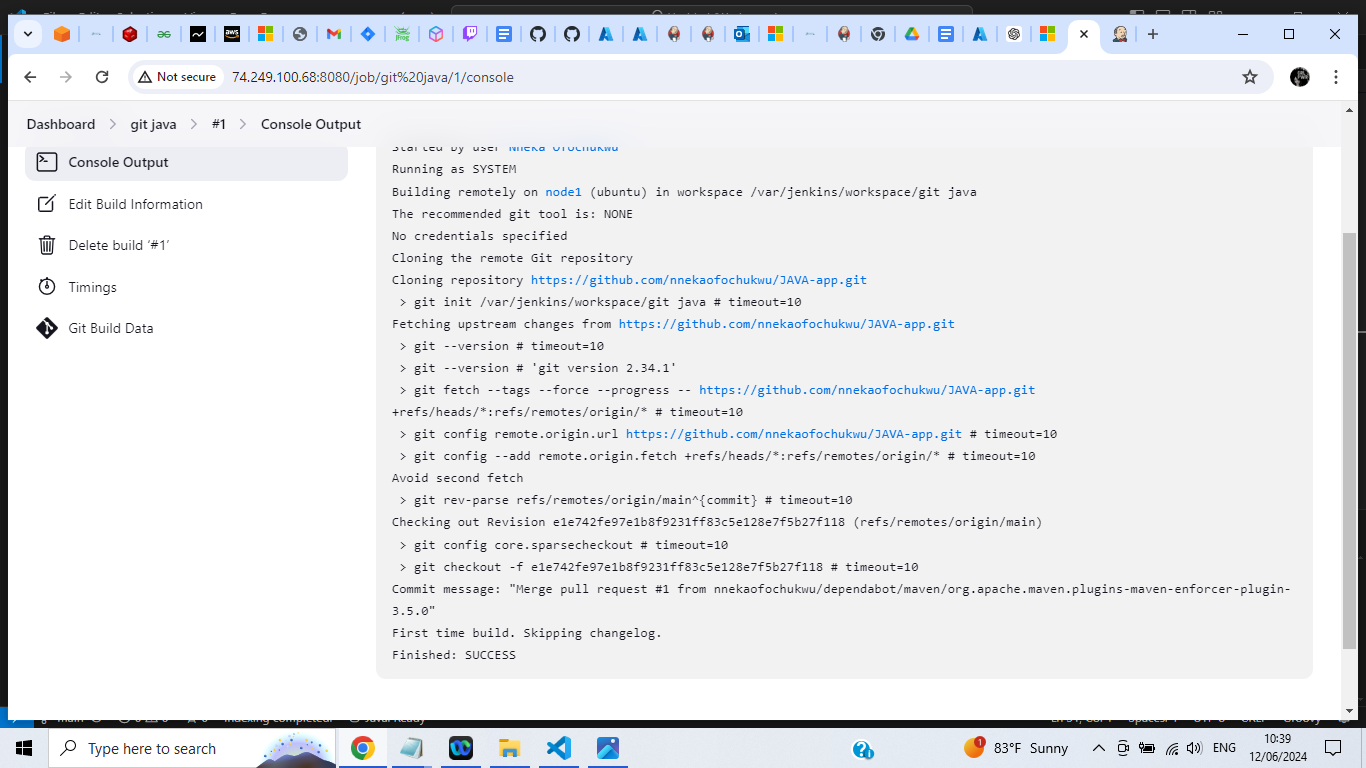 Not secure
74.249.100.68:8080/job/git%20java/1/console
Dashboard
git java
#1
Console Output
Console Output
Edit Build Information
Delete build '#1'
Timings
Git Build Data
Started by user Nneka Ofochukwu
Running as SYSTEM
Building remotely on node1 (ubuntu) in workspace /var/jenkins/workspace/git java
The recommended git tool is: NONE
No credentials specified
Cloning the remote Git repository
Cloning repository https://github.com/nnekaofochukwu/JAVA-app.git
> git init /var/jenkins/workspace/git java # timeout=10
Fetching upstream changes from https://github.com/nnekaofochukwu/JAVA-app.git
> git --version # timeout=10
> git --version # 'git version 2.34.1'
> git fetch --tags --force --progress -- https://github.com/nnekaofochukwu/JAVA-app.git
+refs/heads/*:refs/remotes/origin/* # timeout=10
> git config remote.origin.url https://github.com/nnekaofochukwu/JAVA-app.git # timeout=10
> git config --add remote.origin.fetch +refs/heads/*:refs/remotes/origin/* # timeout=10
Avoid second fetch
> git rev-parse refs/remotes/origin/main^{commit} # timeout=10
Checking out Revision e1e742fe97e1b8f9231ff83c5e128e7f5b27f118 (refs/remotes/origin/main)
> git config core.sparsecheckout # timeout=10
> git checkout -f e1e742fe97e1b8f9231ff83c5e128e7f5b27f118 # timeout=10
Commit message: "Merge pull request #1 from nnekaofochukwu/dependabot/maven/org.apache.maven.plugins-maven-enforcer-plugin-
3.5.0"
First time build. Skipping changelog.
Finished: SUCCESS
Type here to search
83°F Sunny
ENG
10:39
12/06/2024